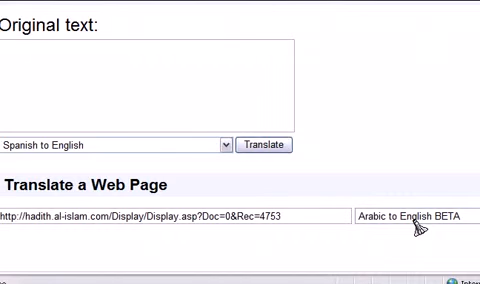 Original text:
Spanish to English
Translate
Translate a Web Page
http://hadith.al-islam.com/Display/Display.asp?Doc=0&Rec=4753
Arabic to English BETA